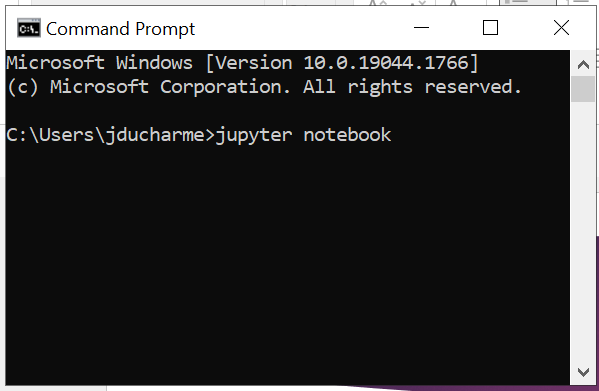 Command Prompt
Microsoft Windows [Version 10.0.19044.1766]
(c) Microsoft Corporation. All rights reserved.
C:\Users\jducharme>jupyter notebook